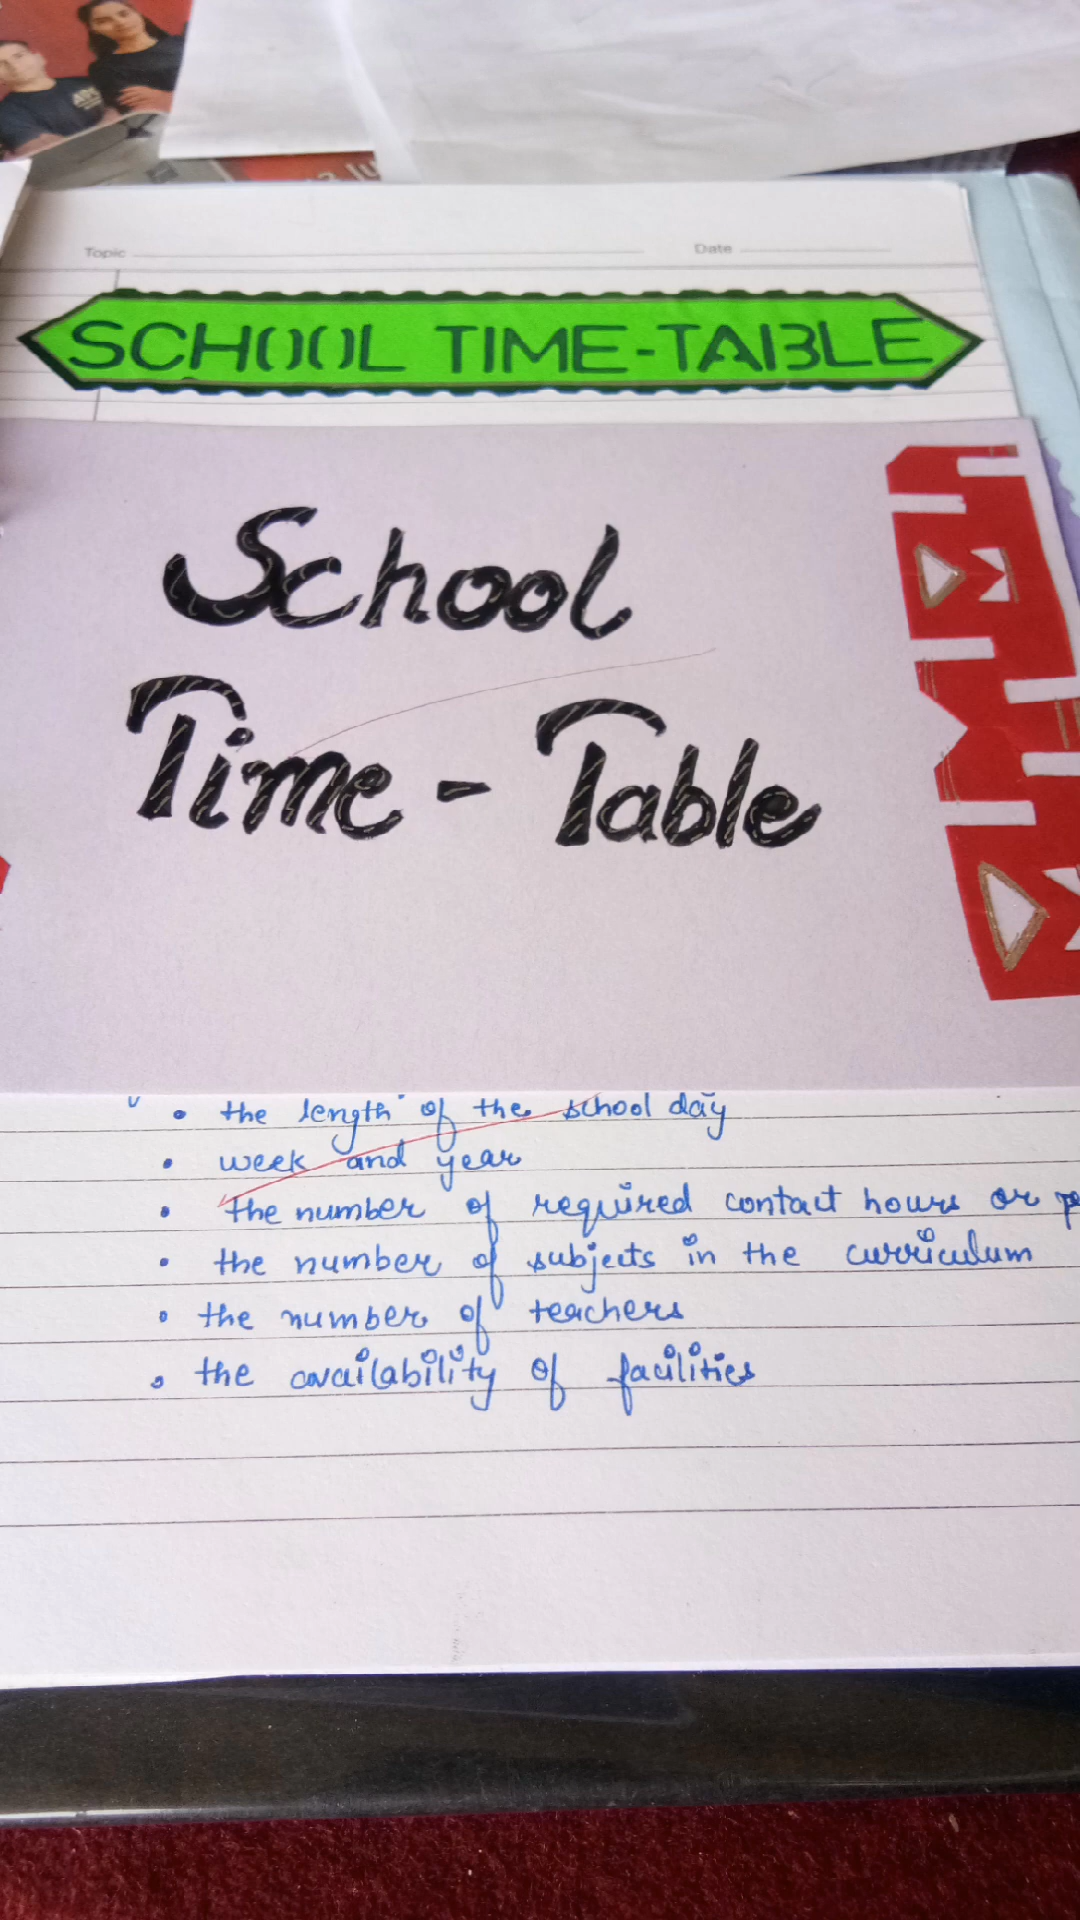 Topic
Date
SCHOOL TIME-TABLE
School
Time - Table
• the length of the school day
• week and year
• the number of required contact hours or
• the number of subjects in the curriculum
• the number of teachers
• the availability of facilities